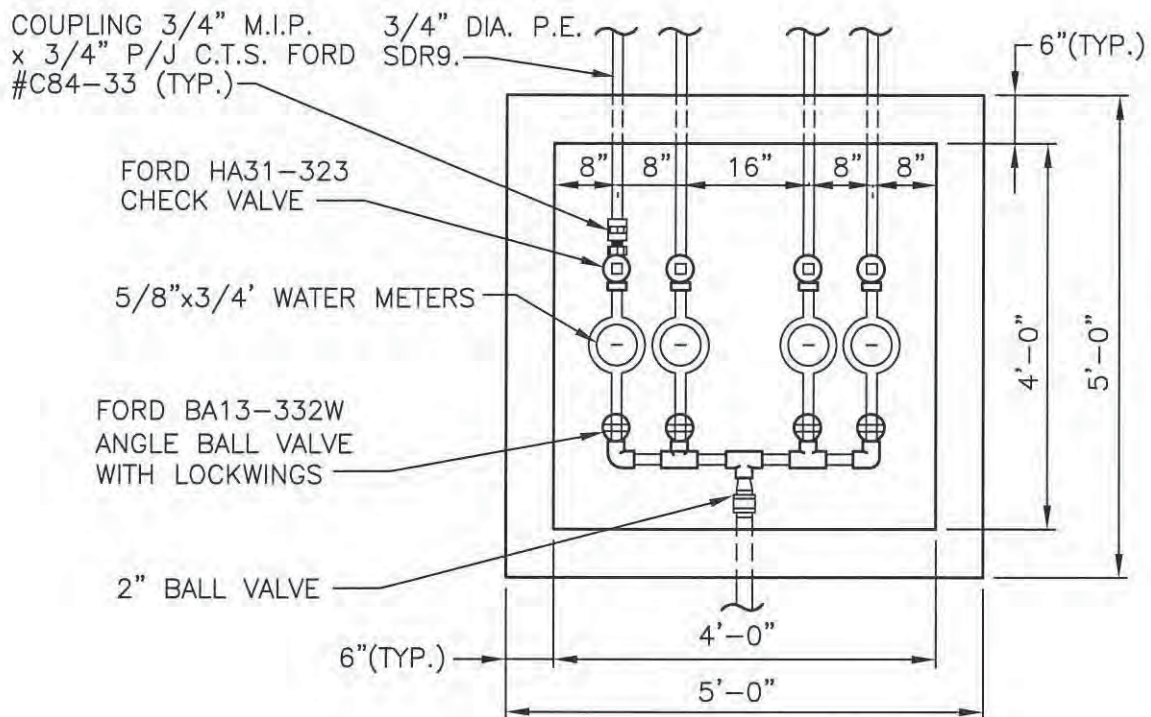 COUPLING 3/4" M.I.P.
x 3/4" P/J C.T.S. FORD
#C84-33 (TYP.)
3/4" DIA. P.E.
SDR9.
6"(TYP.)
8" 8" 16" 8" 8"
FORD HA31-323
CHECK VALVE
5/8"x3/4' WATER METERS
4'-0"
5'-0"
FORD BA13-332W
ANGLE BALL VALVE
WITH LOCKWINGS
2" BALL VALVE
4'-0"
6"(TYP.)
5'-0"